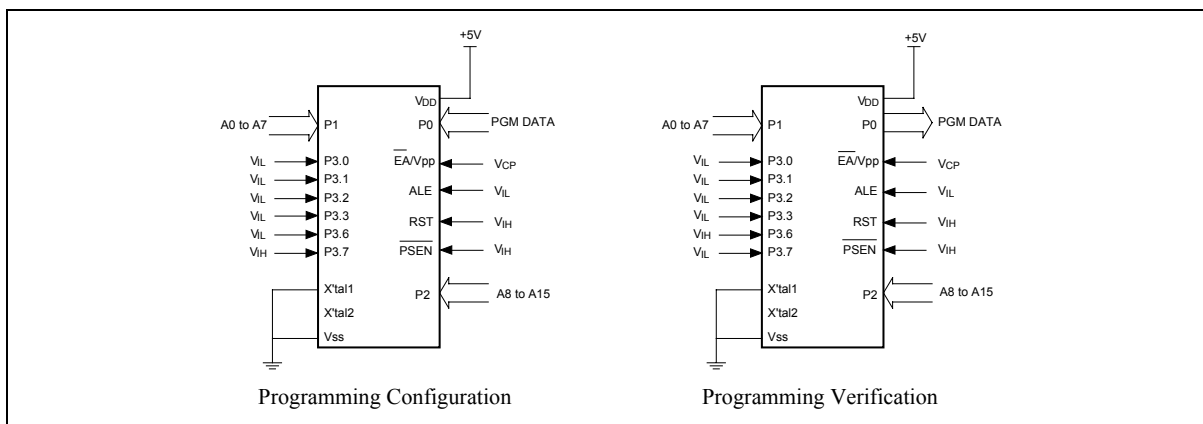 +5V
+5V
VDD
VDD
A0 to A7
P1
P0
PGM DATA
A0 to A7
P1
P0
PGM DATA
VIL
P3.0
EA/Vpp
VCP
VIL
P3.0
EA/Vpp
VCP
VIL
P3.1
VIL
P3.1
VIL
P3.2
ALE
VIL
VIL
P3.2
ALE
VIL
VIL
P3.3
RST
VIH
VIL
P3.3
RST
VIH
VIL
P3.6
VIH
P3.6
VIH
P3.7
PSEN
VIH
VIL
P3.7
PSEN
VIH
X'tal1
P2
A8 to A15
X'tal1
P2
A8 to A15
X'tal2
X'tal2
Vss
Vss
Programming Configuration
Programming Verification